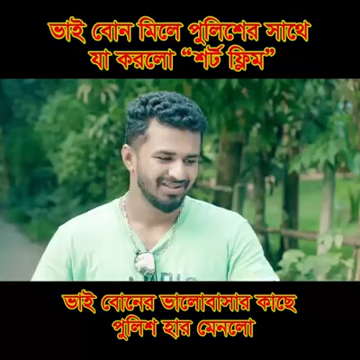 ভাই বোন মিলে পুলিশের সাথে
যা করলো “শর্ট ফ্লিম”
ভাই বোনের ভালোবাসার কাছে
পুলিশ হার মেনলো